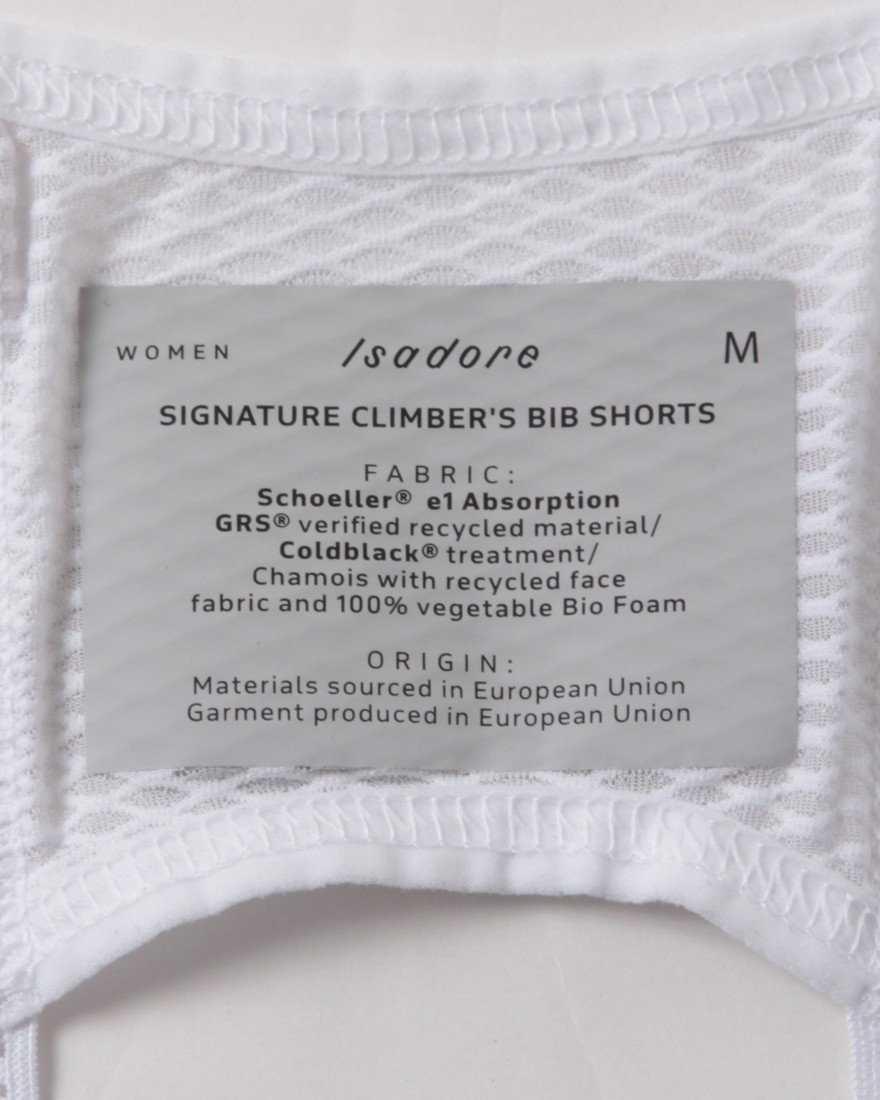 WOMEN Isadore M
SIGNATURE CLIMBER'S BIB SHORTS
FABRIC:
Schoeller® e1 Absorption
GRS® verified recycled material/
Coldblack® treatment/
Chamois with recycled face
fabric and 100% vegetable Bio Foam
ORIGIN:
Materials sourced in European Union
Garment produced in European Union